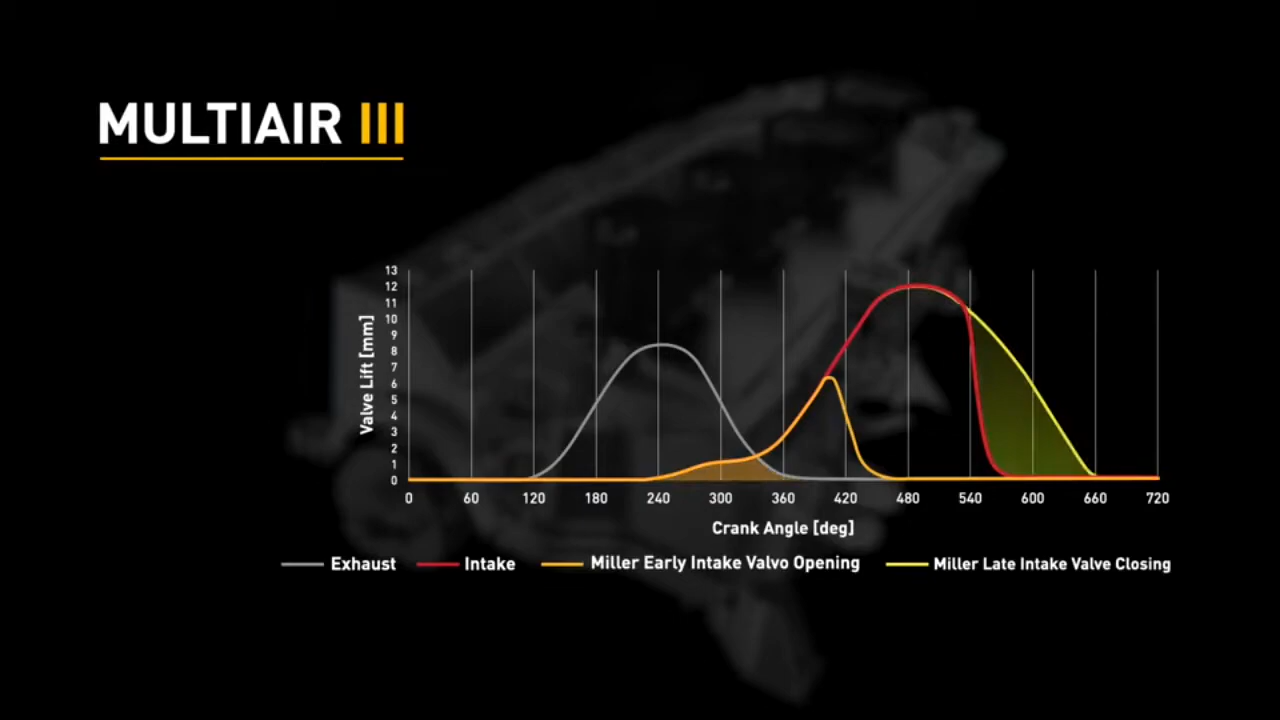 MULTIAIR III
Valve Lift [mm]
13
12
11
10
9
8
7
6
5
4
3
2
1
0
0 60 120 180 240 300 360 420 480 540 600 660 720
Crank Angle [deg]
Exhaust Intake Miller Early Intake Valvo Opening Miller Late Intake Valve Closing